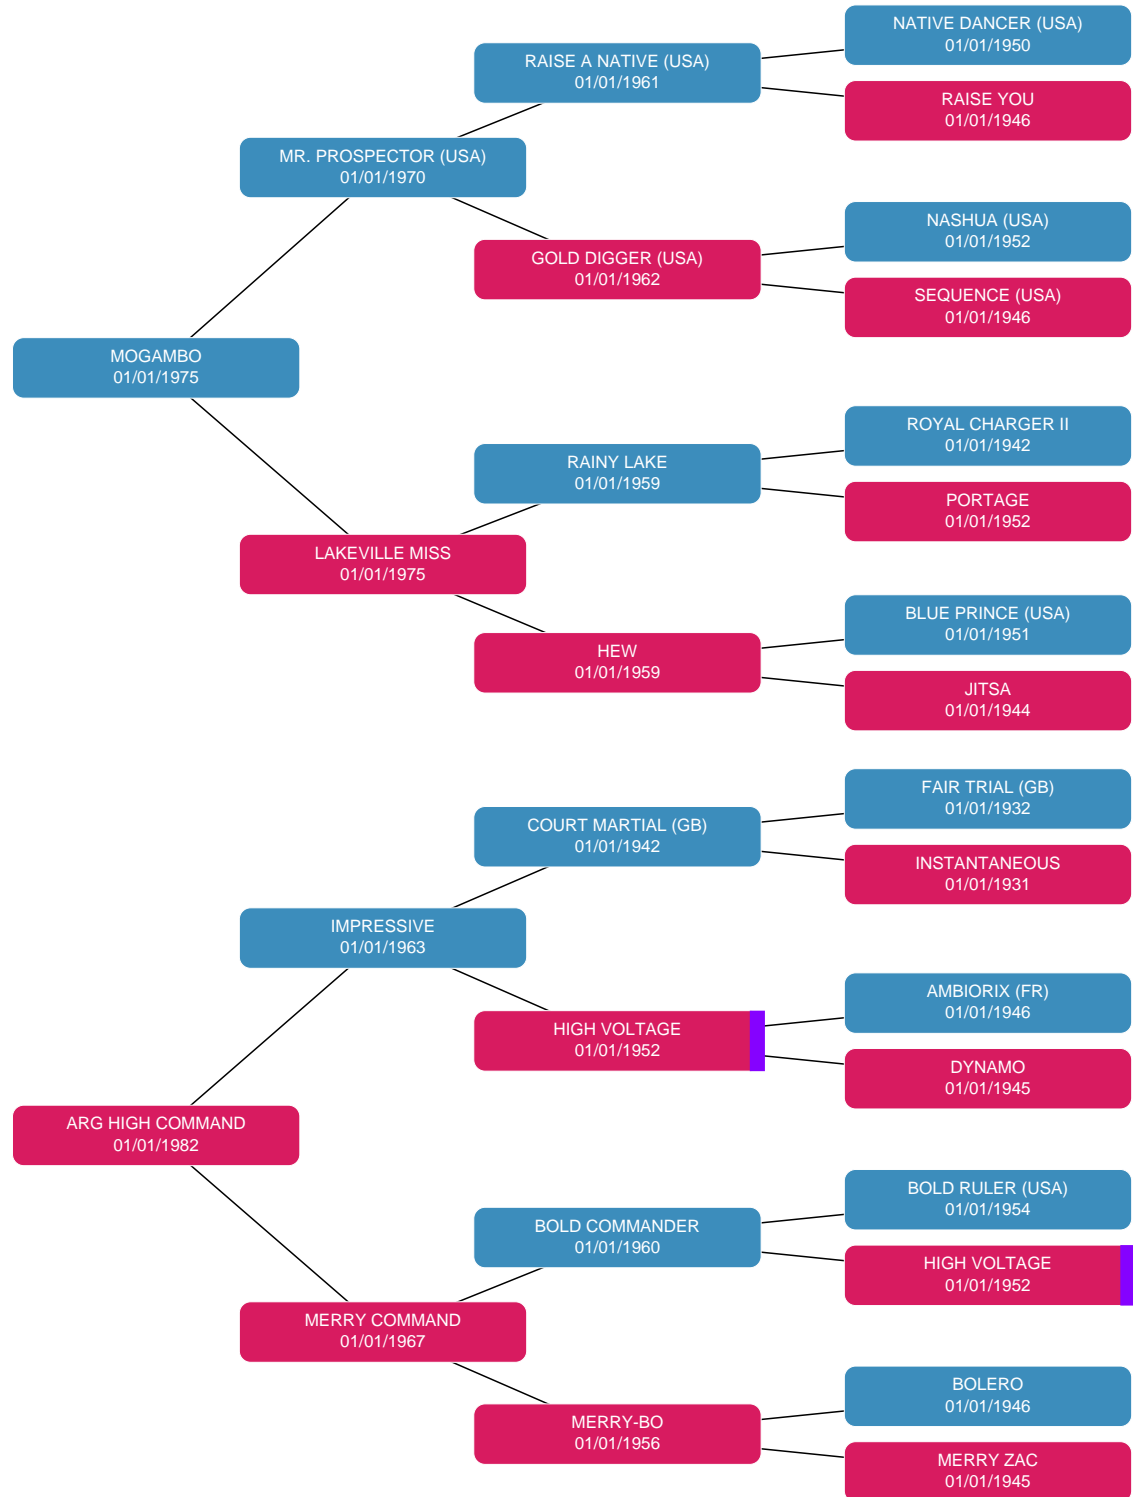 NATIVE DANCER (USA)
01/01/1950
RAISE A NATIVE (USA)
01/01/1961
RAISE YOU
01/01/1946
MR. PROSPECTOR (USA)
01/01/1970
NASHUA (USA)
01/01/1952
GOLD DIGGER (USA)
01/01/1962
SEQUENCE (USA)
01/01/1946
MOGAMBO
01/01/1975
ROYAL CHARGER II
01/01/1942
RAINY LAKE
01/01/1959
PORTAGE
01/01/1952
LAKEVILLE MISS
01/01/1975
BLUE PRINCE (USA)
01/01/1951
HEW
01/01/1959
JITSA
01/01/1944
FAIR TRIAL (GB)
01/01/1932
COURT MARTIAL (GB)
01/01/1942
INSTANTANEOUS
01/01/1931
IMPRESSIVE
01/01/1963
AMBIORIX (FR)
01/01/1946
HIGH VOLTAGE
01/01/1952
DYNAMO
01/01/1945
ARG HIGH COMMAND
01/01/1982
BOLD RULER (USA)
01/01/1954
BOLD COMMANDER
01/01/1960
HIGH VOLTAGE
01/01/1952
MERRY COMMAND
01/01/1967
BOLERO
01/01/1946
MERRY-BO
01/01/1956
MERRY ZAC
01/01/1945